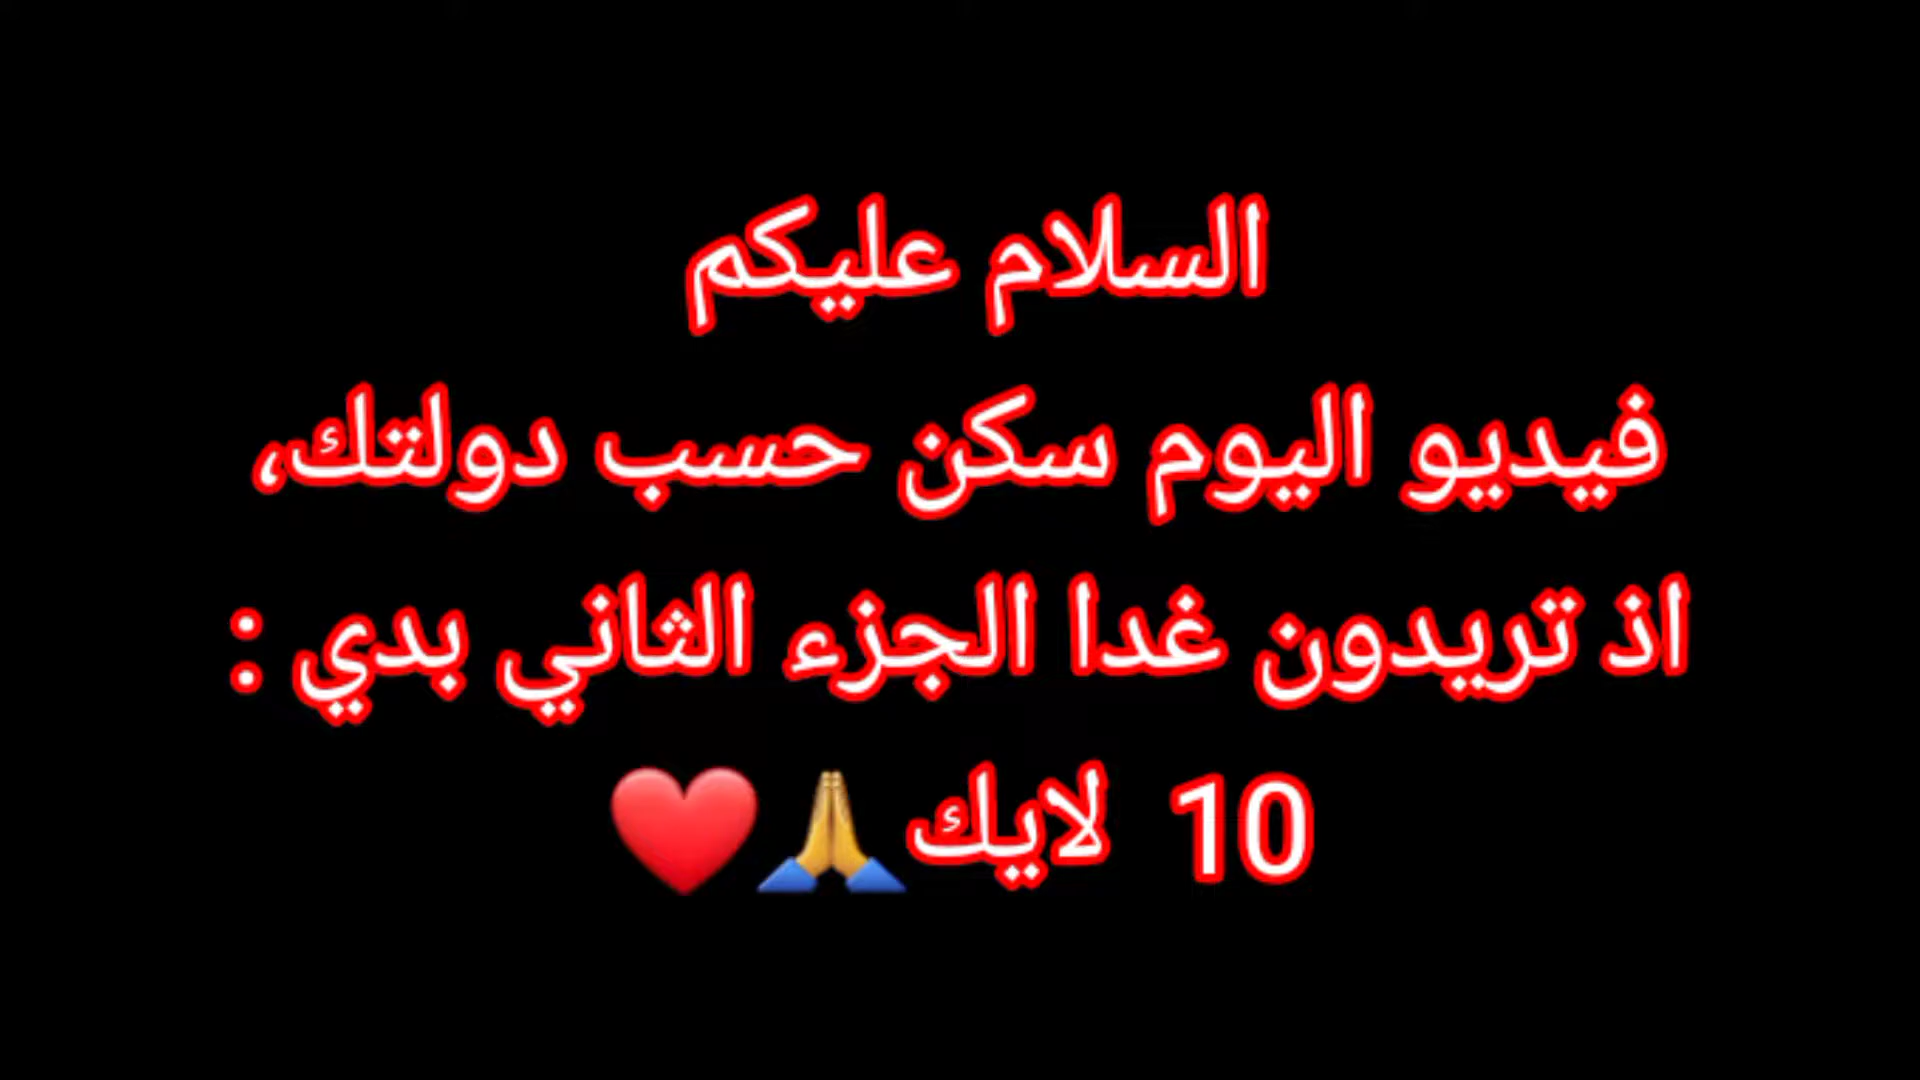 السلام عليكم
فيديو اليوم سكن حسب دولتك،
اذ تريدون غدا الجزء الثاني بدي :
10 لايك🙏❤️